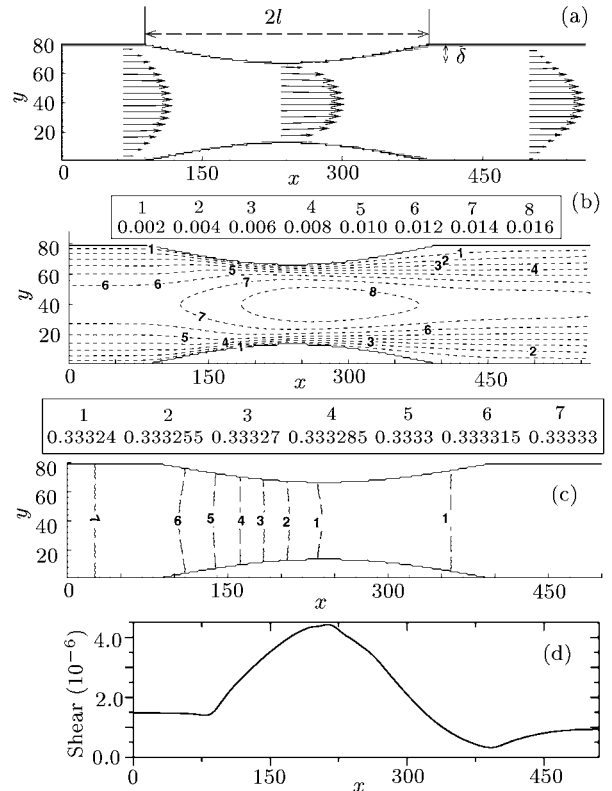 2l
(a)
δ
80
60
40
20
y
0 150 300 450
x
(b)
1 2 3 4 5 6 7 8
0.002 0.004 0.006 0.008 0.010 0.012 0.014 0.016
80
60
40
20
y
1 5 7 1 2 3 4
6 6 8
7 6
5 4 1 3 2
0 150 300 450
x
1 2 3 4 5 6 7
0.33324 0.333255 0.33327 0.333285 0.3333 0.333315 0.33333
80
60
40
20
y
(c)
7 6 5 4 3 2 1 1
0 150 300 450
x
4.0
2.0
0.0
Shear (10⁻⁶)
(d)
0 150 300 450
x